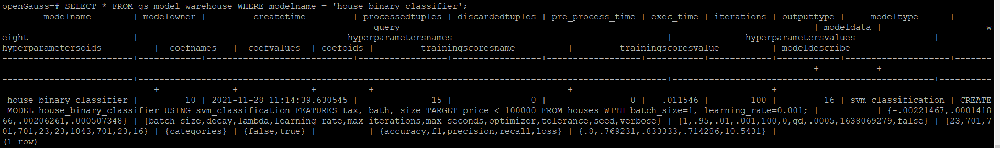 openGauss=# SELECT * FROM gs_model_warehouse WHERE modelname = 'house_binary_classifier';
modelname | modelowner | createtime | processedtuples | discardedtuples | pre_process_time | exec_time | iterations | outputtype | modeltype |
query | modeldata | w
eight | hyperparametersnames | hyperparametersvalues |
hyperparametersoids | coefnames | coefvalues | coefoids | trainingscoresname | trainingscoresvalue | modeldescribe
-------------------------+------------+----------------------------+-----------------+-----------------+------------------+-----------+------------+------------+--------------------+-------
-----------------------------------------------------------------------------------------------------------------------------------------------------------+-----------+---------------------
-------------------------+-----------------------------------------------------------------------------------------------------+--------------------------------------------------+----------
-----------------------------+--------------+--------------+----------+-------------------------------------+--------------------------------------+---------------
house_binary_classifier | 10 | 2021-11-28 11:14:39.630545 | 15 | 0 | 0 | .011546 | 100 | 16 | svm_classification | CREATE
MODEL house_binary_classifier USING svm_classification FEATURES tax, bath, size TARGET price < 100000 FROM houses WITH batch_size=1, learning_rate=0.001; | | {-.00221467,.0001418
66,.00206261,.000507348} | {batch_size,decay,lambda,learning_rate,max_iterations,max_seconds,optimizer,tolerance,seed,verbose} | {1,.95,.01,.001,100,0,gd,.0005,1638069279,false} | {23,701,7
01,701,23,23,1043,701,23,16} | {categories} | {false,true} | | {accuracy,f1,precision,recall,loss} | {.8,.769231,.833333,.714286,10.5431} |
(1 row)